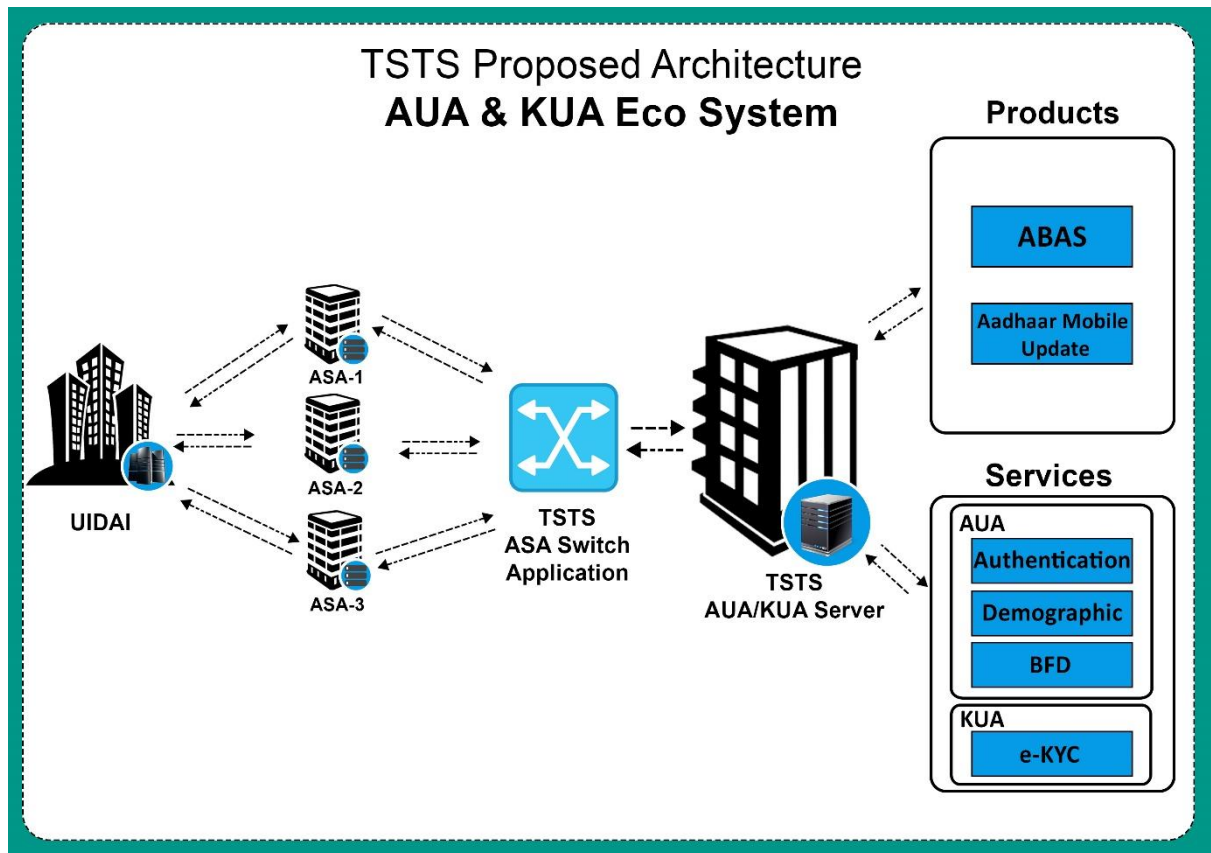 TSTS Proposed Architecture
AUA & KUA Eco System
UIDAI
ASA-1
ASA-2
ASA-3
TSTS
ASA Switch
Application
TSTS
AUA/KUA Server
Products
ABAS
Aadhaar Mobile
Update
Services
AUA
Authentication
Demographic
BFD
KUA
e-KYC